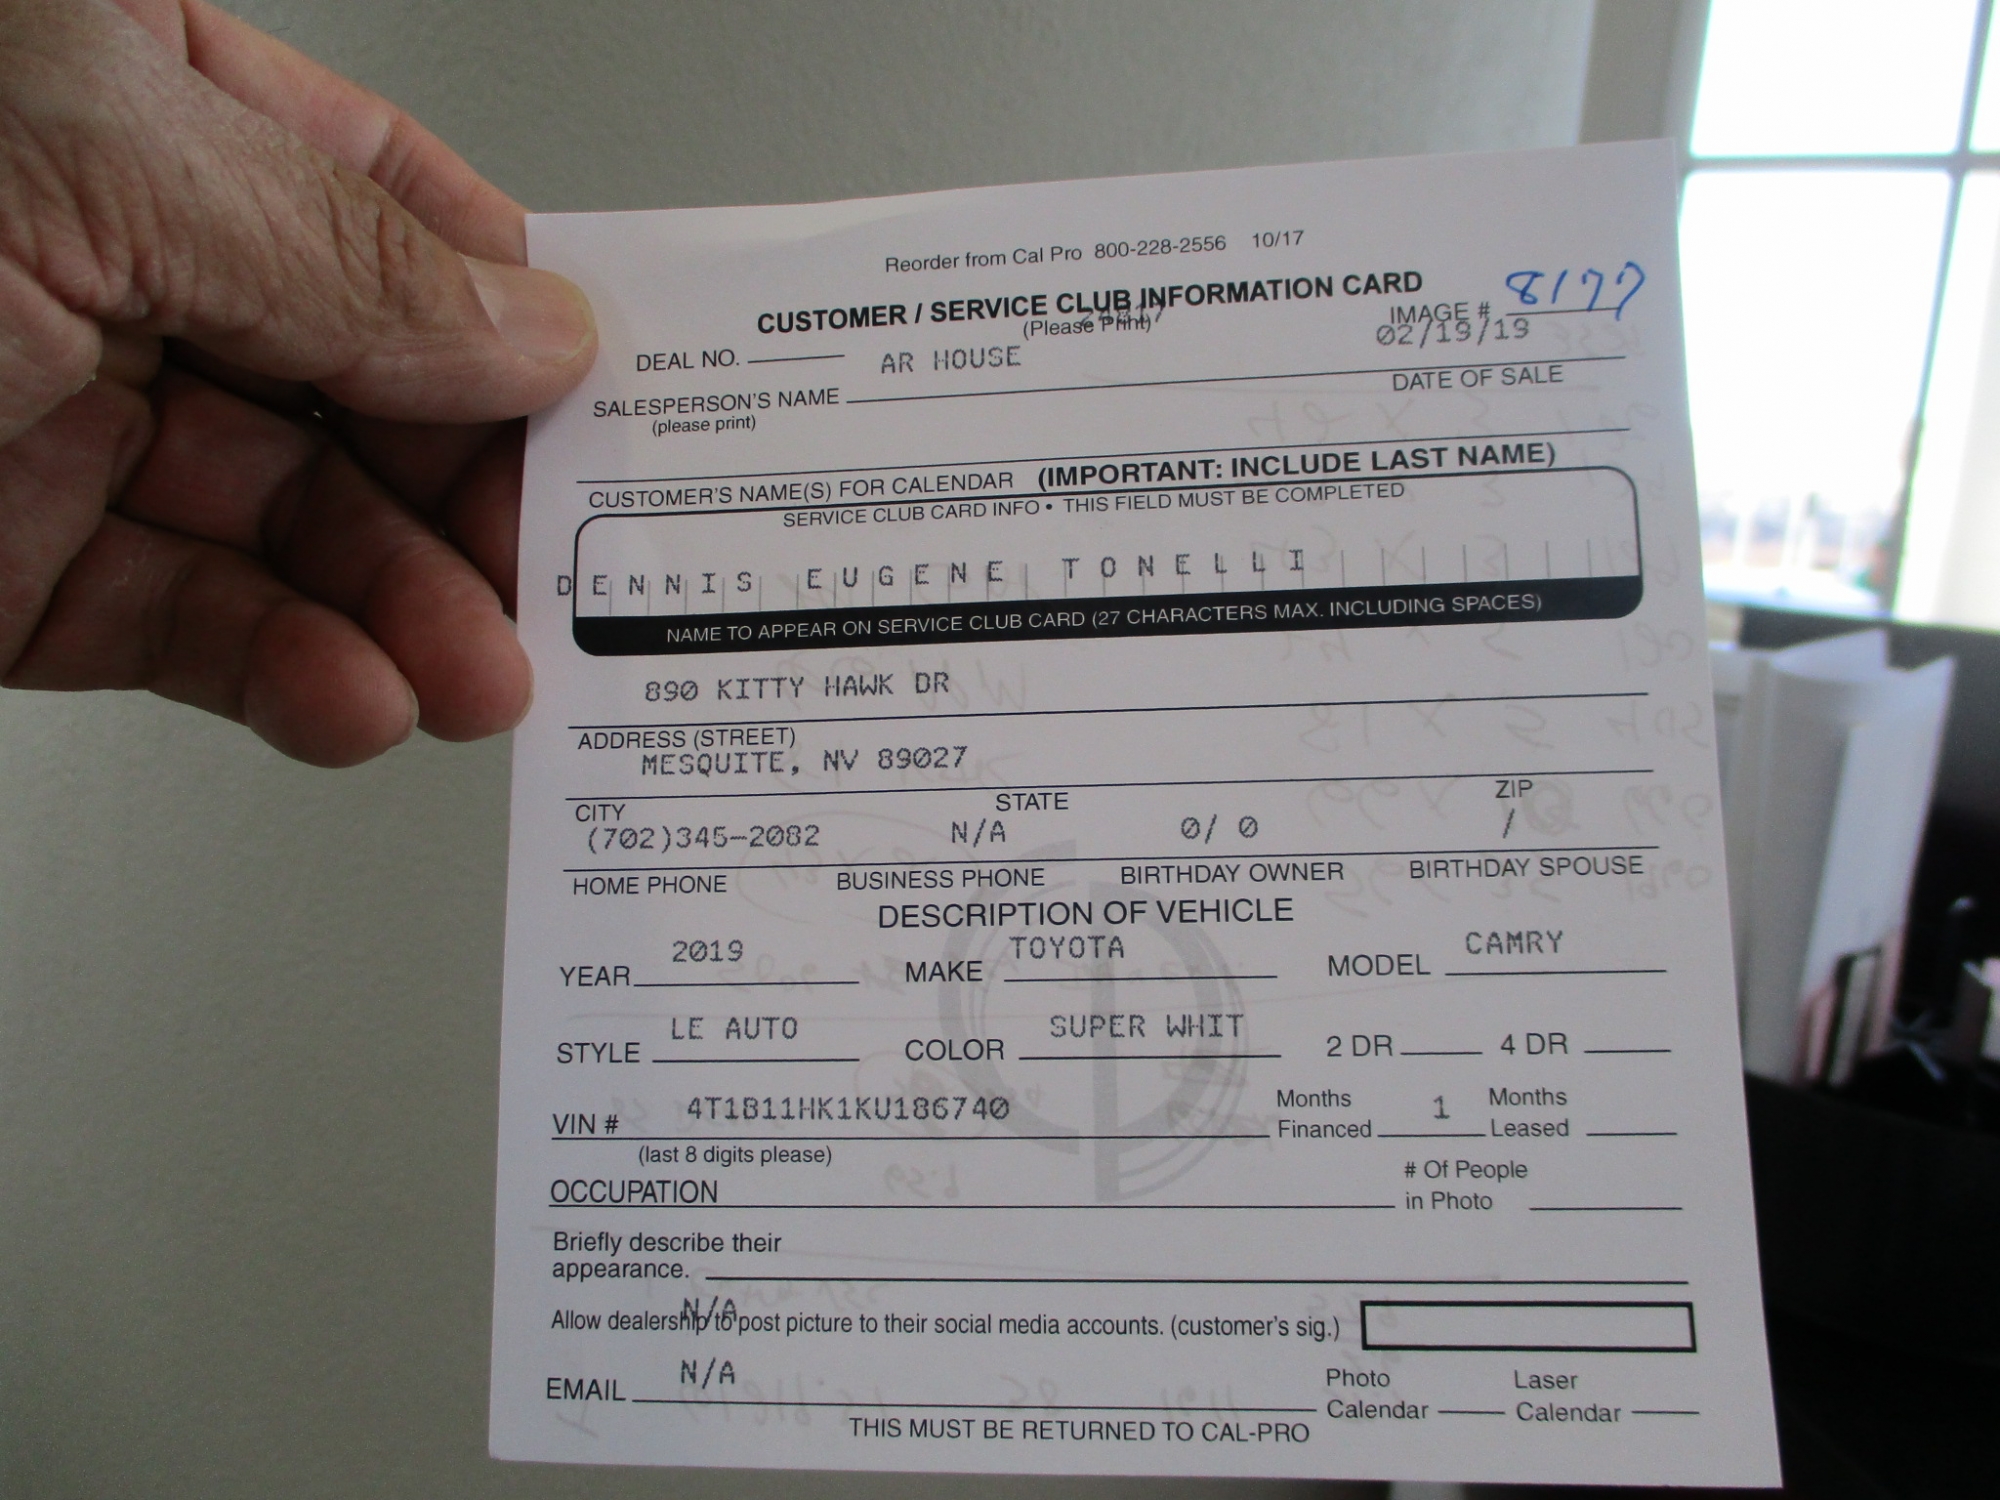 Reorder from Cal Pro 800-228-2556 10/17
CUSTOMER / SERVICE CLUB INFORMATION CARD
(Please Print)
IMAGE # 8177
02/19/19
DEAL NO.
AR HOUSE
SALESPERSON'S NAME
DATE OF SALE
(please print)
CUSTOMER'S NAME(S) FOR CALENDAR (IMPORTANT: INCLUDE LAST NAME)
SERVICE CLUB CARD INFO • THIS FIELD MUST BE COMPLETED
DENNIS EUGENE TONELLI
NAME TO APPEAR ON SERVICE CLUB CARD (27 CHARACTERS MAX. INCLUDING SPACES)
890 KITTY HAWK DR
ADDRESS (STREET)
MESQUITE, NV 89027
CITY STATE ZIP
(702)345-2082 N/A 0/ 0 /
HOME PHONE BUSINESS PHONE BIRTHDAY OWNER BIRTHDAY SPOUSE
DESCRIPTION OF VEHICLE
YEAR 2019 MAKE TOYOTA MODEL CAMRY
STYLE LE AUTO COLOR SUPER WHIT 2 DR 4 DR
VIN # 4T1B11HK1KU186740 Months Financed 1 Months Leased
(last 8 digits please)
OCCUPATION # Of People in Photo
Briefly describe their
appearance.
N/A
Allow dealership to post picture to their social media accounts. (customer's sig.)
EMAIL N/A Photo Calendar Laser Calendar
THIS MUST BE RETURNED TO CAL-PRO